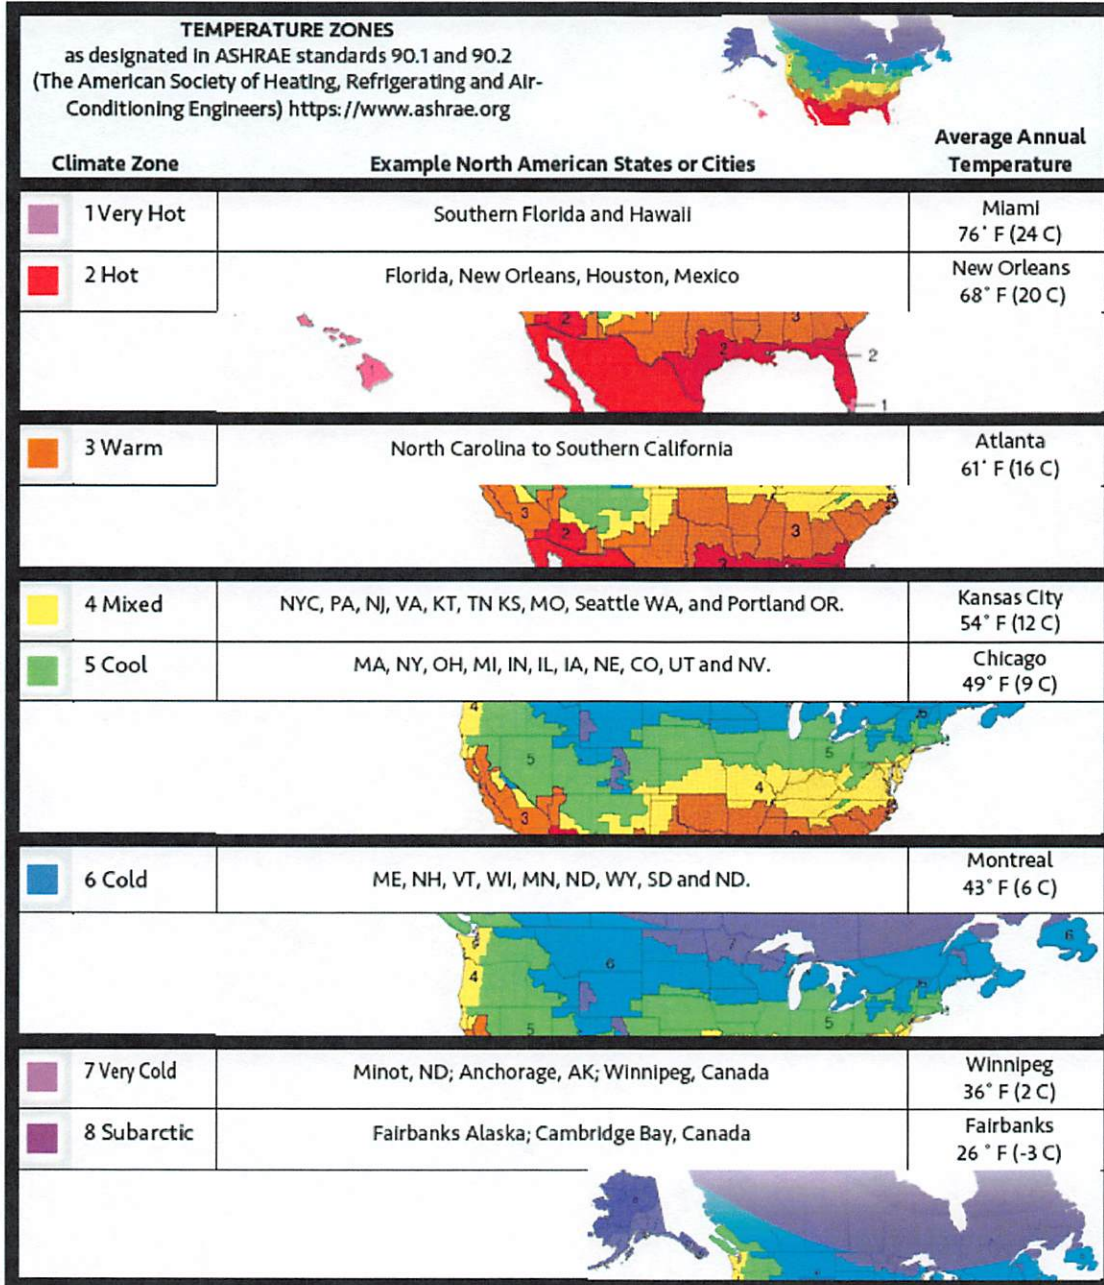 TEMPERATURE ZONES
as designated in ASHRAE standards 90.1 and 90.2
(The American Society of Heating, Refrigerating and Air-
Conditioning Engineers) https://www.ashrae.org
Climate Zone
Example North American States or Cities
Average Annual
Temperature
1 Very Hot
Southern Florida and Hawaii
Miami
76° F (24 C)
2 Hot
Florida, New Orleans, Houston, Mexico
New Orleans
68° F (20 C)
2
3
2
2
1
3 Warm
North Carolina to Southern California
Atlanta
61° F (16 C)
3
2
3
4 Mixed
NYC, PA, NJ, VA, KT, TN KS, MO, Seattle WA, and Portland OR.
Kansas City
54° F (12 C)
5 Cool
MA, NY, OH, MI, IN, IL, IA, NE, CO, UT and NV.
Chicago
49° F (9 C)
4
5
5
4
3
6 Cold
ME, NH, VT, WI, MN, ND, WY, SD and ND.
Montreal
43° F (6 C)
7
6
6
4
5
5
7 Very Cold
Minot, ND; Anchorage, AK; Winnipeg, Canada
Winnipeg
36° F (2 C)
8 Subarctic
Fairbanks Alaska; Cambridge Bay, Canada
Fairbanks
26 ° F (-3 C)